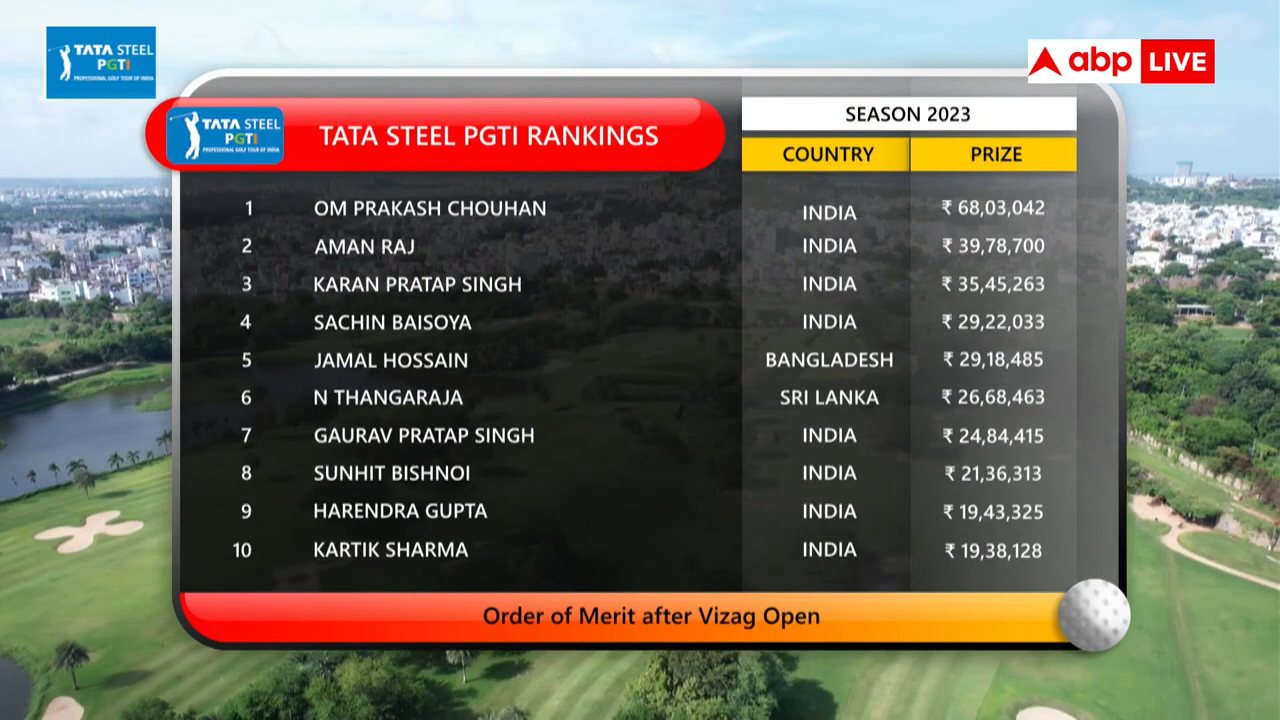 TATA STEEL
PGTI
PROFESSIONAL GOLF TOUR OF INDIA
abp LIVE
TATA STEEL
PGTI
PROFESSIONAL GOLF TOUR OF INDIA
TATA STEEL PGTI RANKINGS
SEASON 2023
COUNTRY PRIZE
1 OM PRAKASH CHOUHAN INDIA ₹ 68,03,042
2 AMAN RAJ INDIA ₹ 39,78,700
3 KARAN PRATAP SINGH INDIA ₹ 35,45,263
4 SACHIN BAISOYA INDIA ₹ 29,22,033
5 JAMAL HOSSAIN BANGLADESH ₹ 29,18,485
6 N THANGARAJA SRI LANKA ₹ 26,68,463
7 GAURAV PRATAP SINGH INDIA ₹ 24,84,415
8 SUNHIT BISHNOI INDIA ₹ 21,36,313
9 HARENDRA GUPTA INDIA ₹ 19,43,325
10 KARTIK SHARMA INDIA ₹ 19,38,128
Order of Merit after Vizag Open